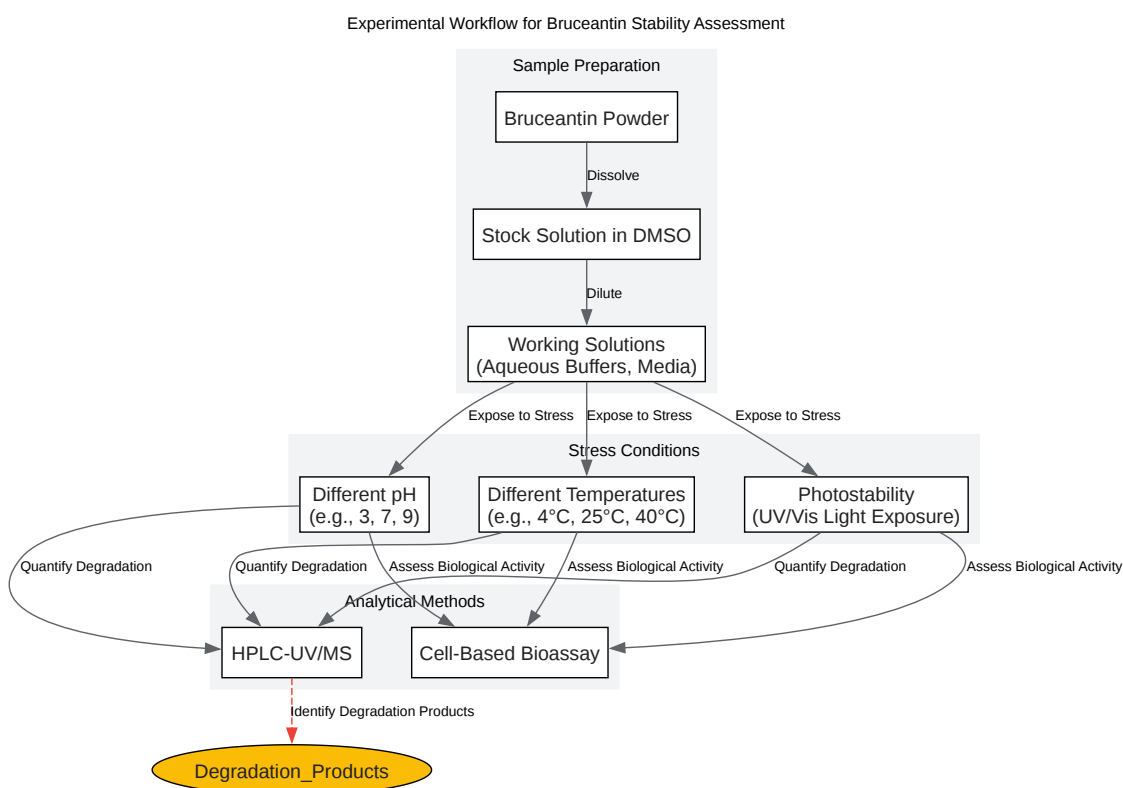 Experimental Workflow for Bruceantin Stability Assessment
Sample Preparation
Bruceantin Powder
Dissolve
Stock Solution in DMSO
Dilute
Working Solutions
(Aqueous Buffers, Media)
Expose to Stress
Expose to Stress
Expose to Stress
Stress Conditions
Different pH
(e.g., 3, 7, 9)
Different Temperatures
(e.g., 4°C, 25°C, 40°C)
Photostability
(UV/Vis Light Exposure)
Quantify Degradation
Quantify Degradation
Assess Biological Activity
Assess Biological Activity
Quantify Degradation
Assess Biological Activity
Analytical Methods
HPLC-UV/MS
Cell-Based Bioassay
Identify Degradation Products
Degradation_Products